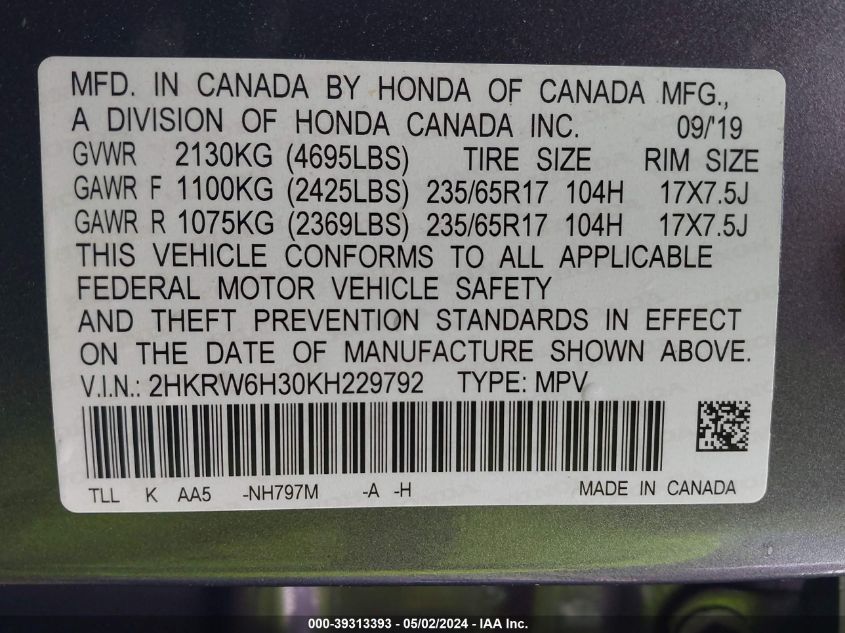 MFD. IN CANADA BY HONDA OF CANADA MFG.,
A DIVISION OF HONDA CANADA INC. 09/'19
GVWR 2130KG (4695LBS) TIRE SIZE RIM SIZE
GAWR F 1100KG (2425LBS) 235/65R17 104H 17X7.5J
GAWR R 1075KG (2369LBS) 235/65R17 104H 17X7.5J
THIS VEHICLE CONFORMS TO ALL APPLICABLE
FEDERAL MOTOR VEHICLE SAFETY
AND THEFT PREVENTION STANDARDS IN EFFECT
ON THE DATE OF MANUFACTURE SHOWN ABOVE.
V.I.N.: 2HKRW6H30KH229792 TYPE: MPV
TLL K AA5 -NH797M -A -H MADE IN CANADA
000-39313393 - 05/02/2024 - IAA Inc.